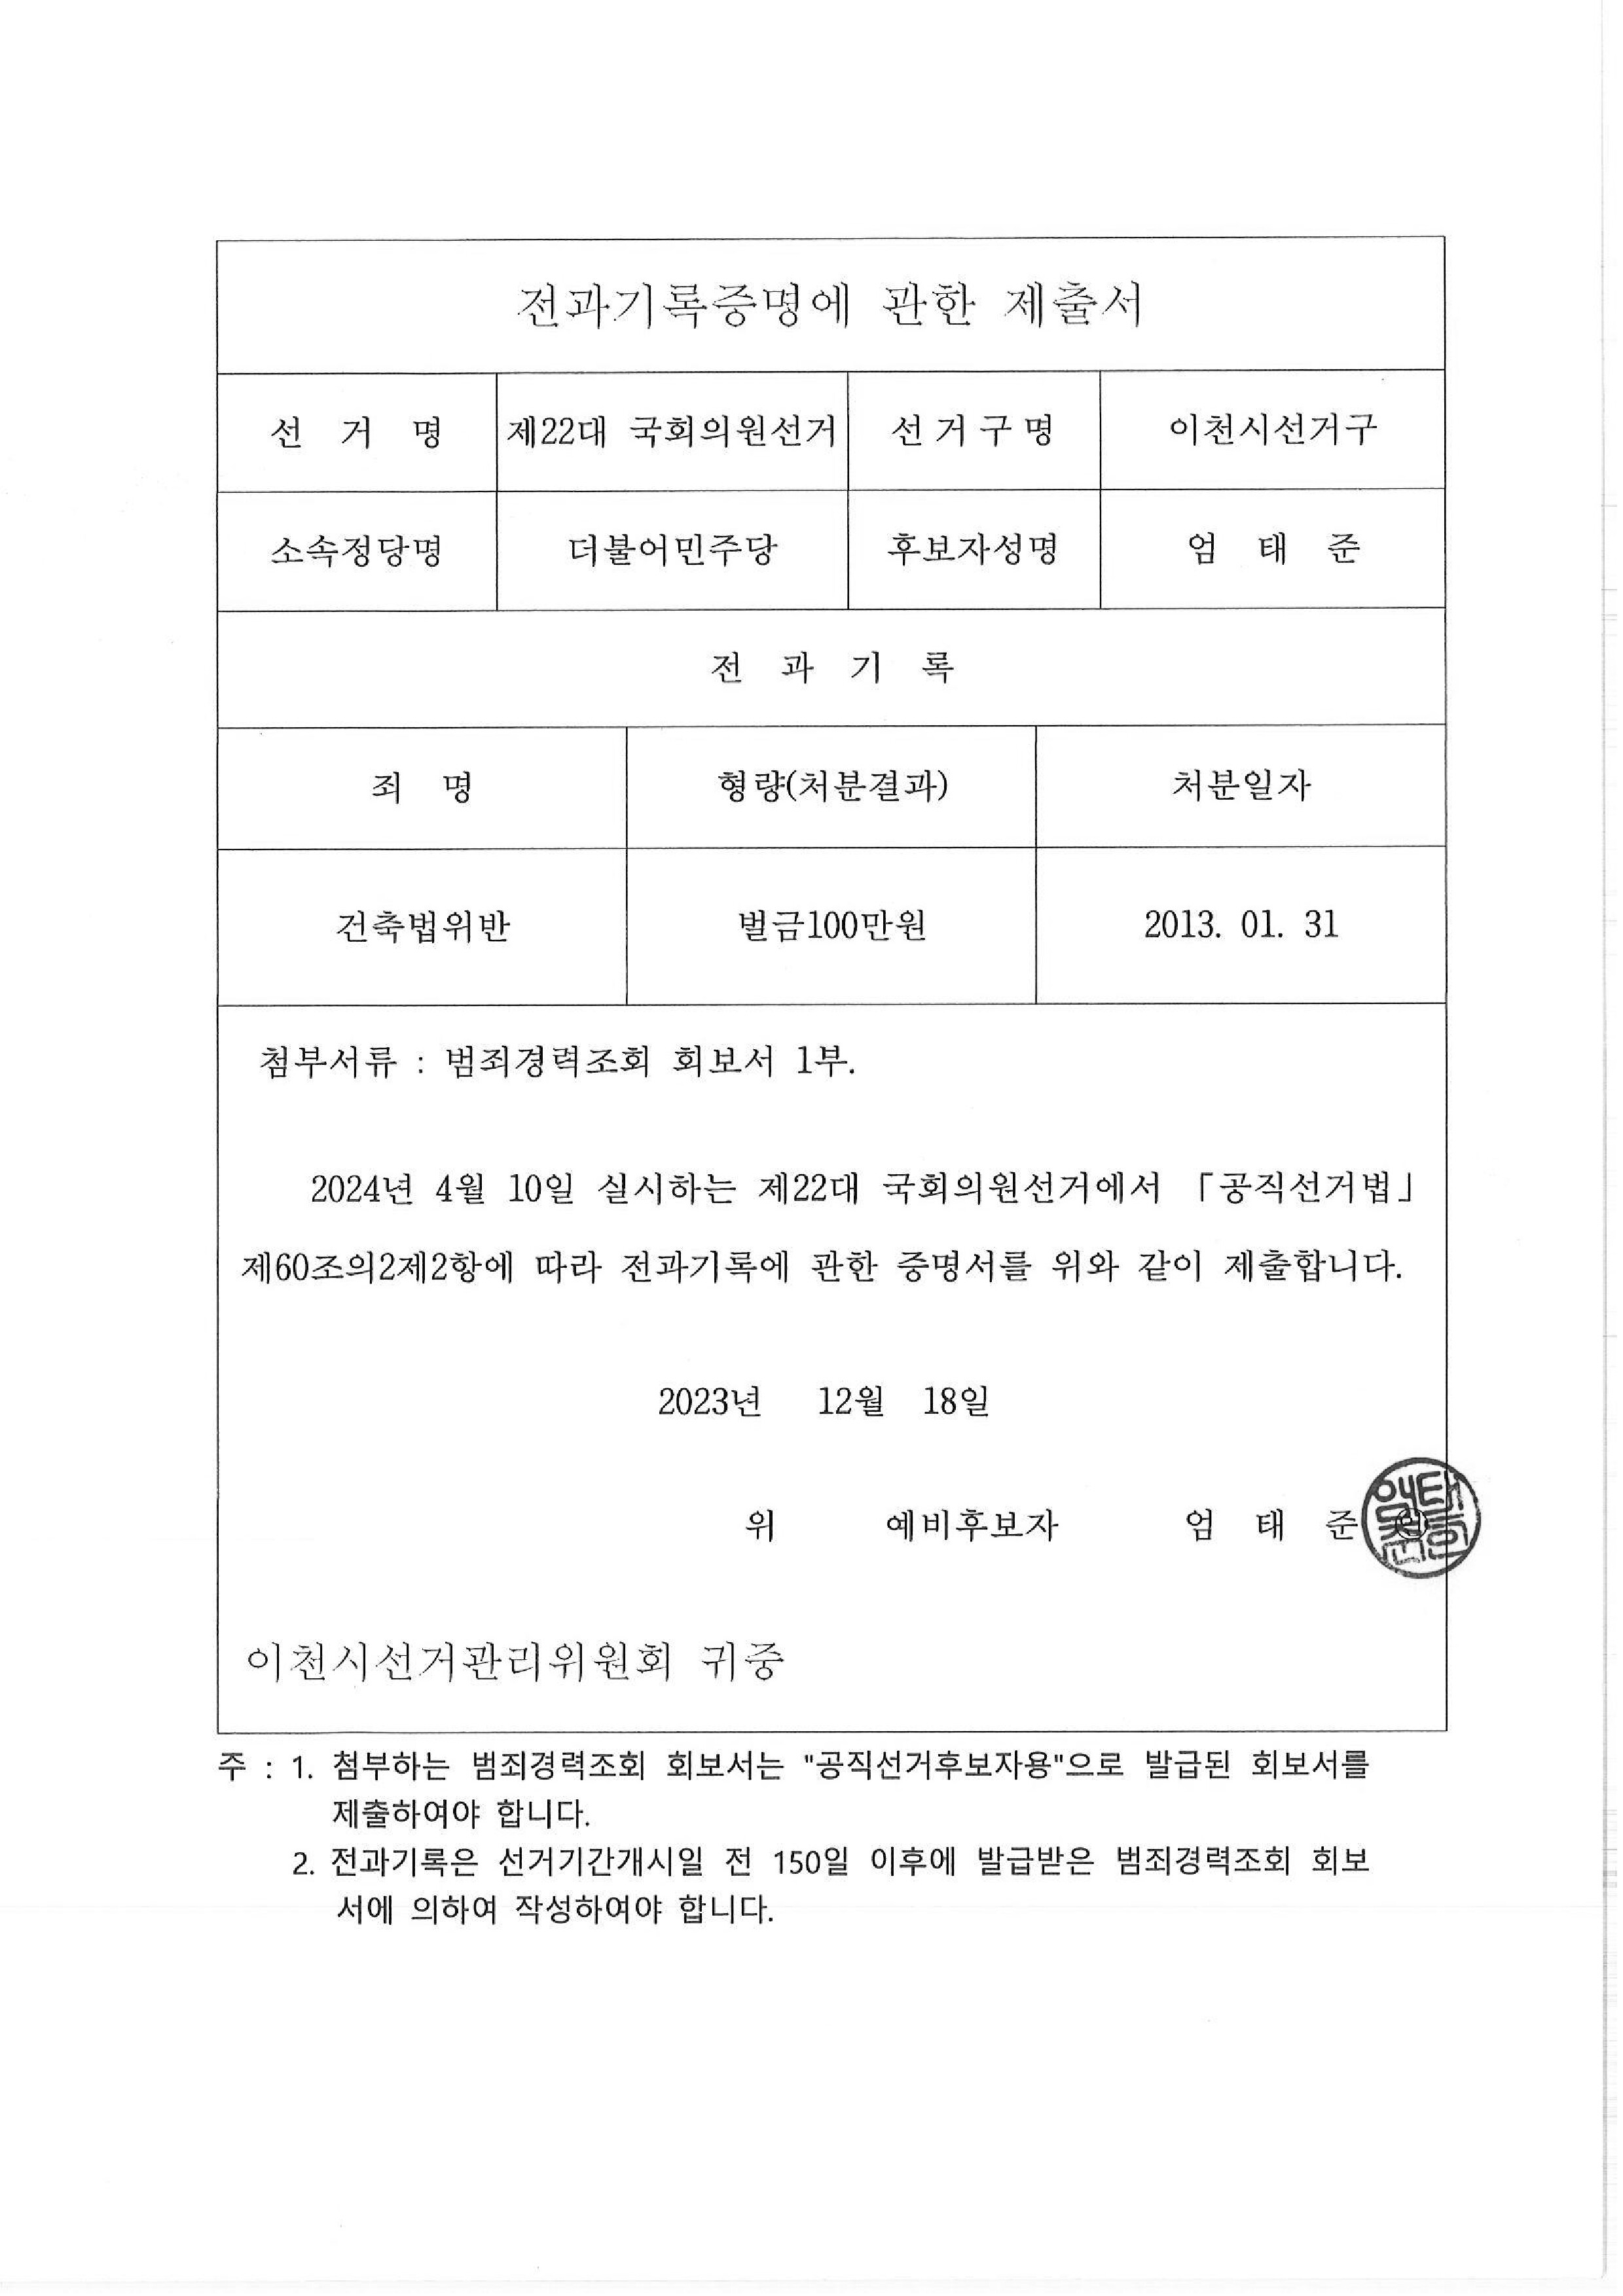 전과기록증명에 관한 제출서
선 거 명 제22대 국회의원선거 선거구명 이천시선거구
소속정당명 더불어민주당 후보자성명 엄 태 준
전 과 기 록
죄 명 형량(처분결과) 처분일자
건축법위반 벌금100만원 2013. 01. 31
첨부서류 : 범죄경력조회 회보서 1부.
2024년 4월 10일 실시하는 제22대 국회의원선거에서 「공직선거법」
제60조의2제2항에 따라 전과기록에 관한 증명서를 위와 같이 제출합니다.
2023년 12월 18일
위 예비후보자 엄 태 준 ㊞
이천시선거관리위원회 귀중
주 : 1. 첨부하는 범죄경력조회 회보서는 "공직선거후보자용"으로 발급된 회보서를
제출하여야 합니다.
2. 전과기록은 선거기간개시일 전 150일 이후에 발급받은 범죄경력조회 회보
서에 의하여 작성하여야 합니다.